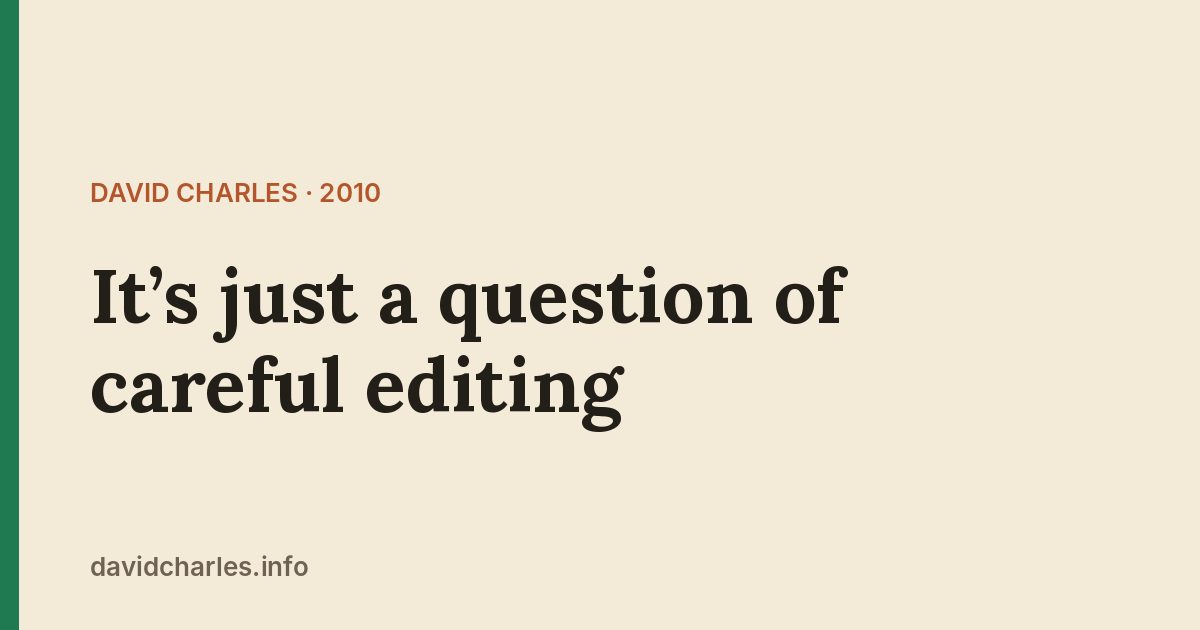 DAVID CHARLES · 2010
It’s just a question of
careful editing
davidcharles.info